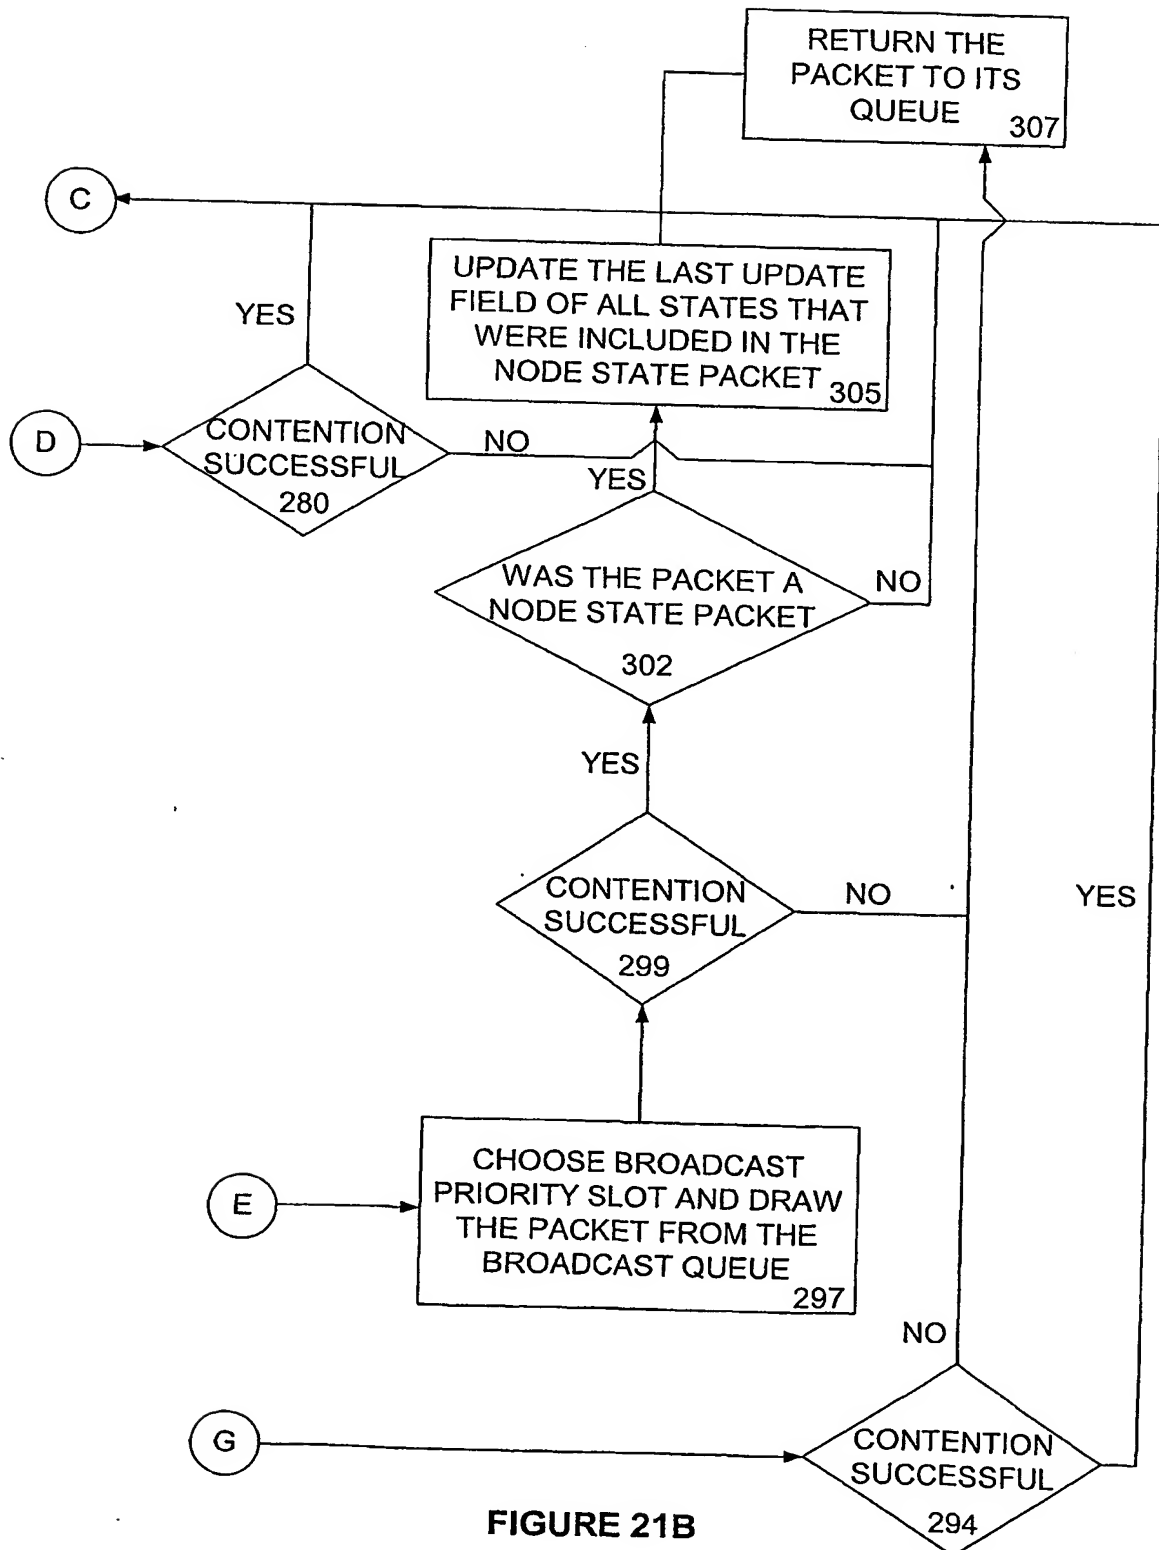 RETURN THE
PACKET TO ITS
QUEUE
307
C
YES
UPDATE THE LAST UPDATE
FIELD OF ALL STATES THAT
WERE INCLUDED IN THE
NODE STATE PACKET
305
D
CONTENTION
SUCCESSFUL
280
NO
YES
WAS THE PACKET A
NODE STATE PACKET
302
NO
YES
CONTENTION
SUCCESSFUL
299
NO
YES
E
CHOOSE BROADCAST
PRIORITY SLOT AND DRAW
THE PACKET FROM THE
BROADCAST QUEUE
297
NO
G
CONTENTION
SUCCESSFUL
294
FIGURE 21B